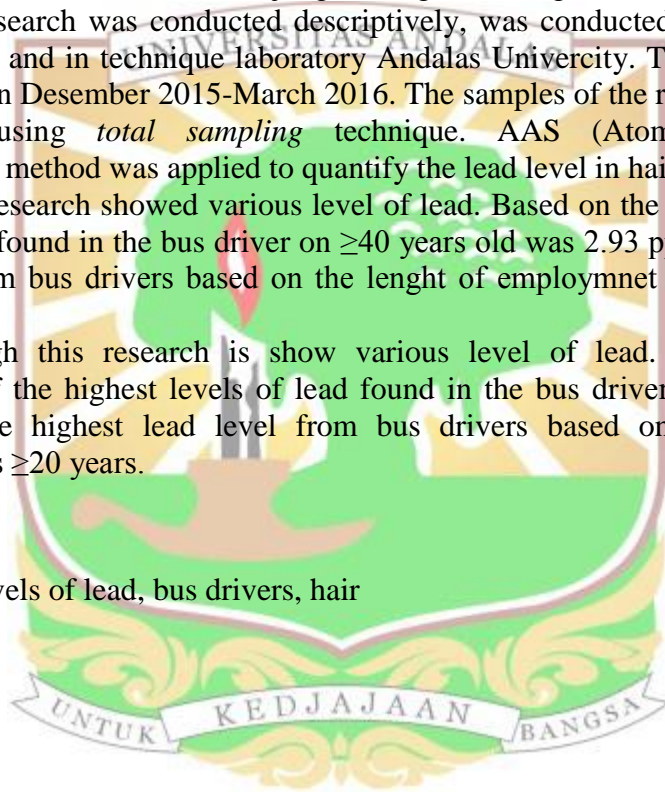 search was conducted descriptively, was conducted
UNIVERSITAS ANDALAS
and in technique laboratory Andalas Univercity. T
n Desember 2015-March 2016. The samples of the r
using total sampling technique. AAS (Atom
method was applied to quantify the lead level in hai
esearch showed various level of lead. Based on the
found in the bus driver on ≥40 years old was 2.93 p
m bus drivers based on the lenght of employmnet
gh this research is show various level of lead.
f the highest levels of lead found in the bus driver
e highest lead level from bus drivers based on
s ≥20 years.
vels of lead, bus drivers, hair
UNTUK KEDJAJAAN BANGSA